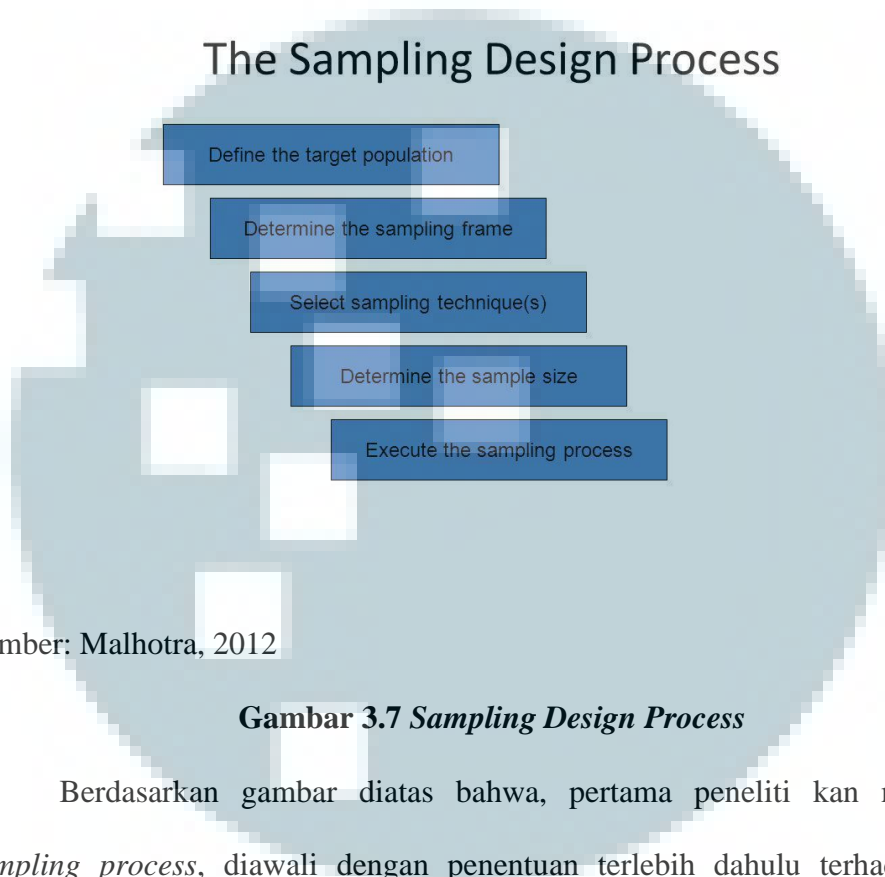 The Sampling Design Process
Define the target population
Determine the sampling frame
Select sampling technique(s)
Determine the sample size
Execute the sampling process
mber: Malhotra, 2012
Gambar 3.7 Sampling Design Process
Berdasarkan gambar diatas bahwa, pertama peneliti kan
mpling process, diawali dengan penentuan terlebih dahulu